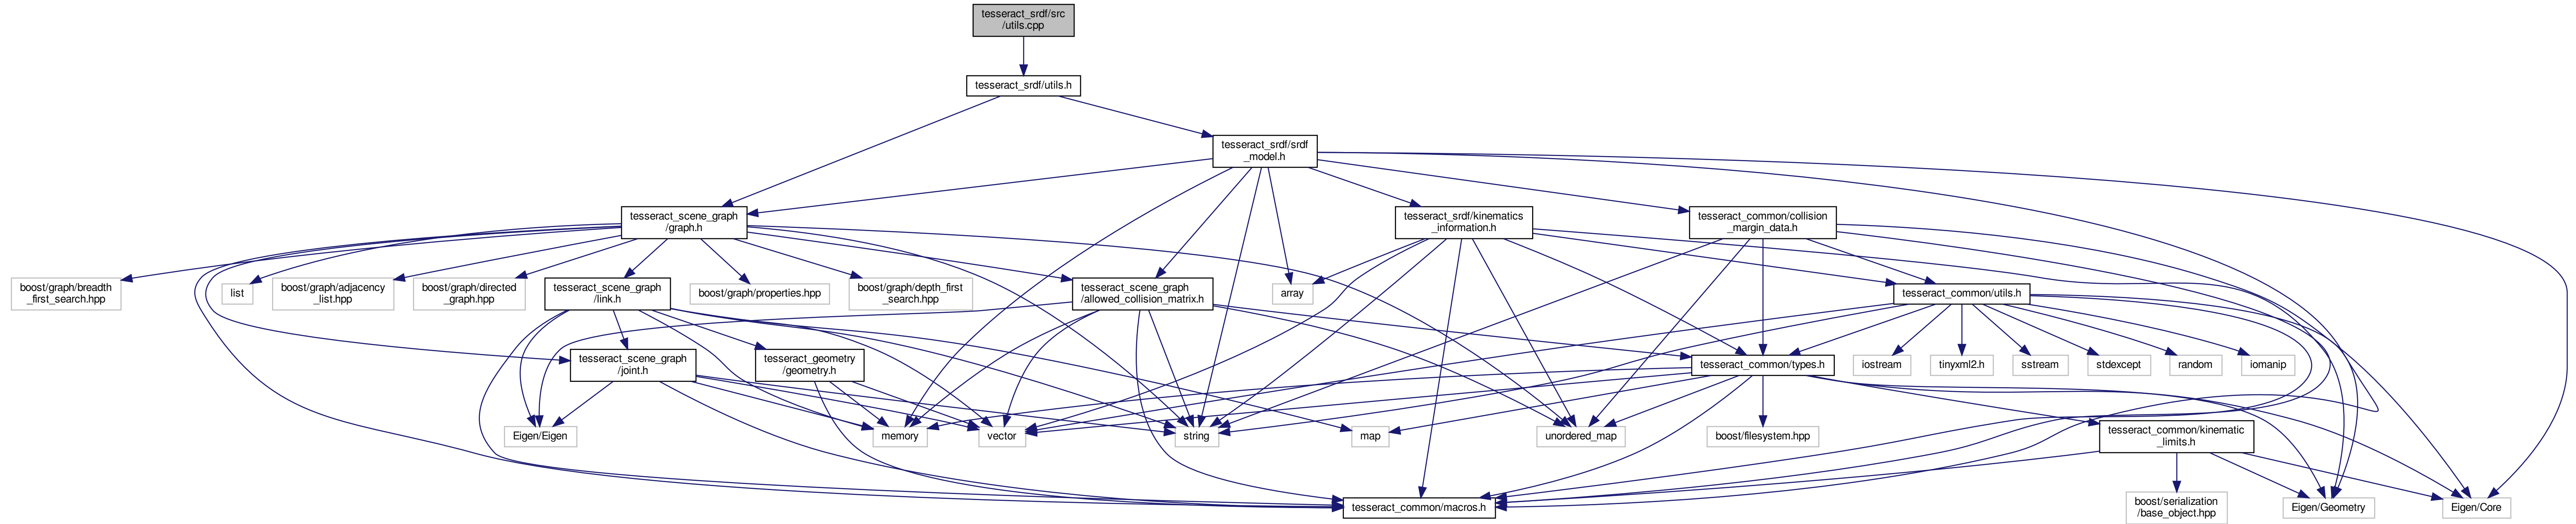 tesseract_srdf/src
/utils.cpp
tesseract_srdf/utils.h
tesseract_srdf/srdf
_model.h
tesseract_scene_graph
/graph.h
tesseract_srdf/kinematics
_information.h
tesseract_common/collision
_margin_data.h
boost/graph/breadth
_first_search.hpp
list
boost/graph/adjacency
_list.hpp
boost/graph/directed
_graph.hpp
tesseract_scene_graph
/link.h
boost/graph/properties.hpp
boost/graph/depth_first
_search.hpp
tesseract_scene_graph
/allowed_collision_matrix.h
array
tesseract_common/utils.h
tesseract_scene_graph
/joint.h
tesseract_geometry
/geometry.h
tesseract_common/types.h
iostream
tinyxml2.h
sstream
stdexcept
random
iomanip
Eigen/Eigen
memory
vector
string
map
unordered_map
boost/filesystem.hpp
tesseract_common/kinematic
_limits.h
tesseract_common/macros.h
boost/serialization
/base_object.hpp
Eigen/Geometry
Eigen/Core